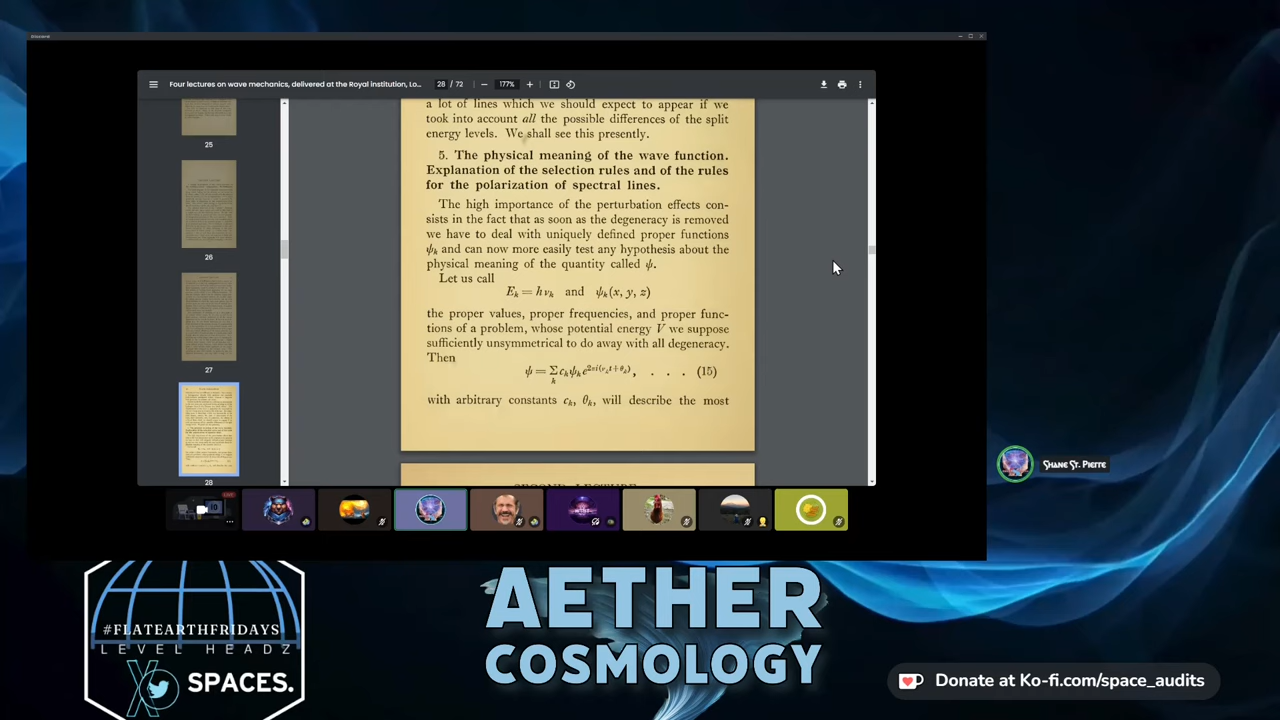 Four lectures on wave mechanics, delivered at the Royal institution, Lo...
28 / 72
177%
25
26
27
28
a lot of lines which we should expect to appear if we
took into account all the possible differences of the split
energy levels. We shall see this presently.
5. The physical meaning of the wave function.
Explanation of the selection rules and of the rules
for the polarization of spectral lines.
The high importance of the perturbation effects con-
sists in the fact that as soon as the degeneracy is removed
we have to deal with uniquely defined proper functions
ψk and can now more easily test any hypothesis about the
physical meaning of the quantity called ψ.
Let us call
Ek = hνk and ψk(x, y, z)
the proper values, proper frequencies, and proper func-
tions of a problem, whose potential energy V we suppose
sufficiently unsymmetrical to do away with all degeneracy.
Then
ψ = Σk ckψke^2πi(νkt+θk), . . . (15)
with arbitrary constants ck, θk, will describe the most
SECOND LECTURE
SHANE ST. PIERRE
#FLATEARTHFRIDAYS
LEVEL HEADZ
SPACES.
AETHER
COSMOLOGY
Donate at Ko-fi.com/space_audits